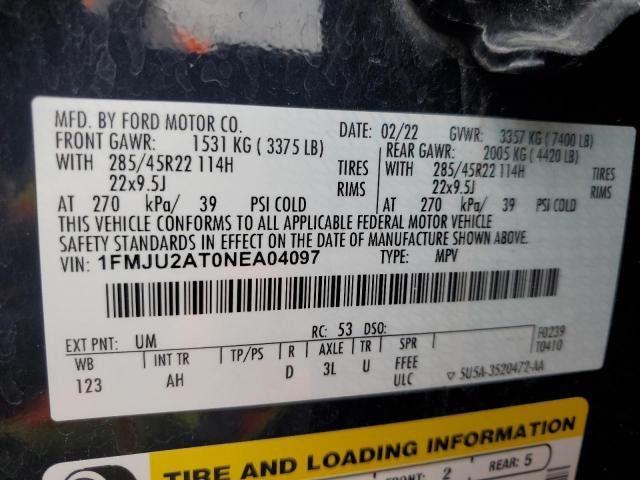 MFD. BY FORD MOTOR CO.
DATE: 02/22 GVWR: 3357 KG ( 7400 LB)
FRONT GAWR: 1531 KG ( 3375 LB) REAR GAWR: 2005 KG ( 4420 LB)
WITH 285/45R22 114H TIRES WITH 285/45R22 114H TIRES
22x9.5J RIMS 22x9.5J RIMS
AT 270 kPa/ 39 PSI COLD AT 270 kPa/ 39 PSI COLD
THIS VEHICLE CONFORMS TO ALL APPLICABLE FEDERAL MOTOR VEHICLE
SAFETY STANDARDS IN EFFECT ON THE DATE OF MANUFACTURE SHOWN ABOVE.
VIN: 1FMJU2AT0NEA04097 TYPE: MPV
EXT PNT: UM RC: 53 DSO: F0239
WB INT TR TP/PS R AXLE TR SPR T0410
123 AH D 3L U FFEE
ULC 5U5A-3520472-AA
TIRE AND LOADING INFORMATION
FRONT: 2 REAR: 5